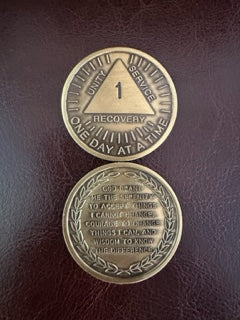 UNITY
SERVICE
1
RECOVERY
ONE DAY AT A TIME
GOD GRANT
ME THE SERENITY
TO ACCEPT THINGS
I CANNOT CHANGE,
COURAGE TO CHANGE
THINGS I CAN, AND
WISDOM TO KNOW
THE DIFFERENCE